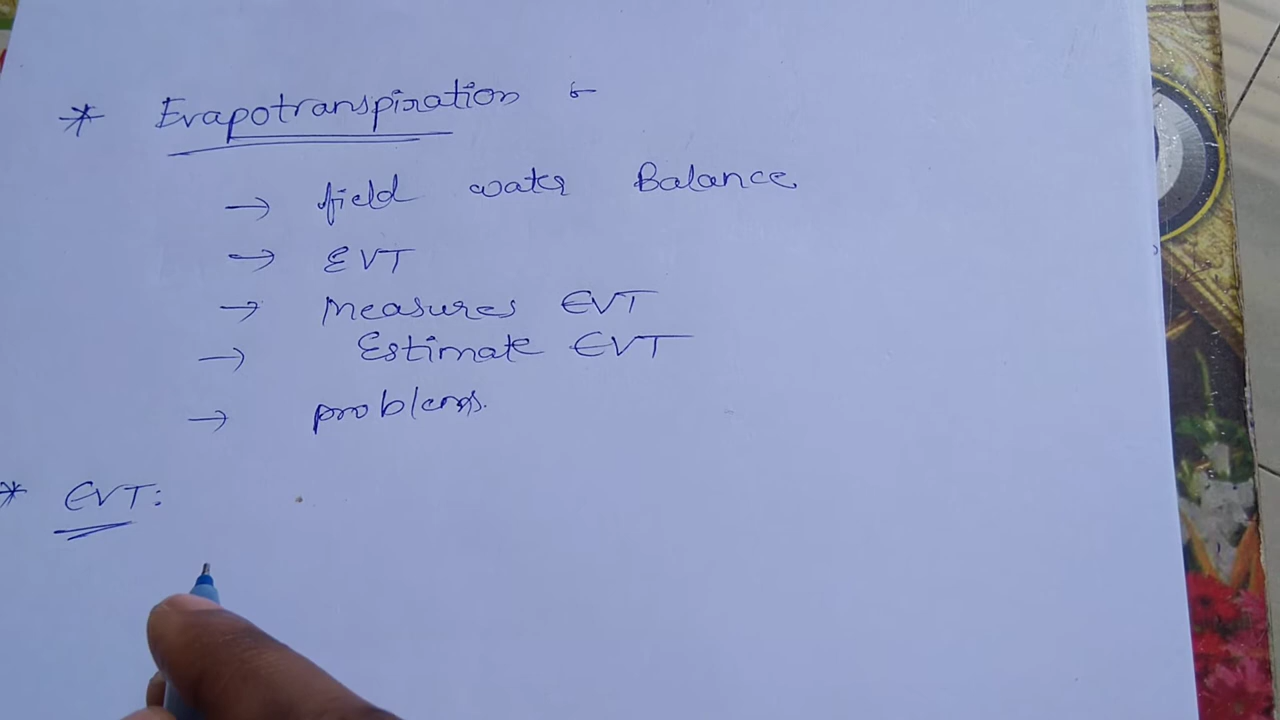 * Evapotranspiration :-
→ field water Balance
→ EVT
→ Measures EVT
→ Estimate EVT
→ problems.
* EVT: